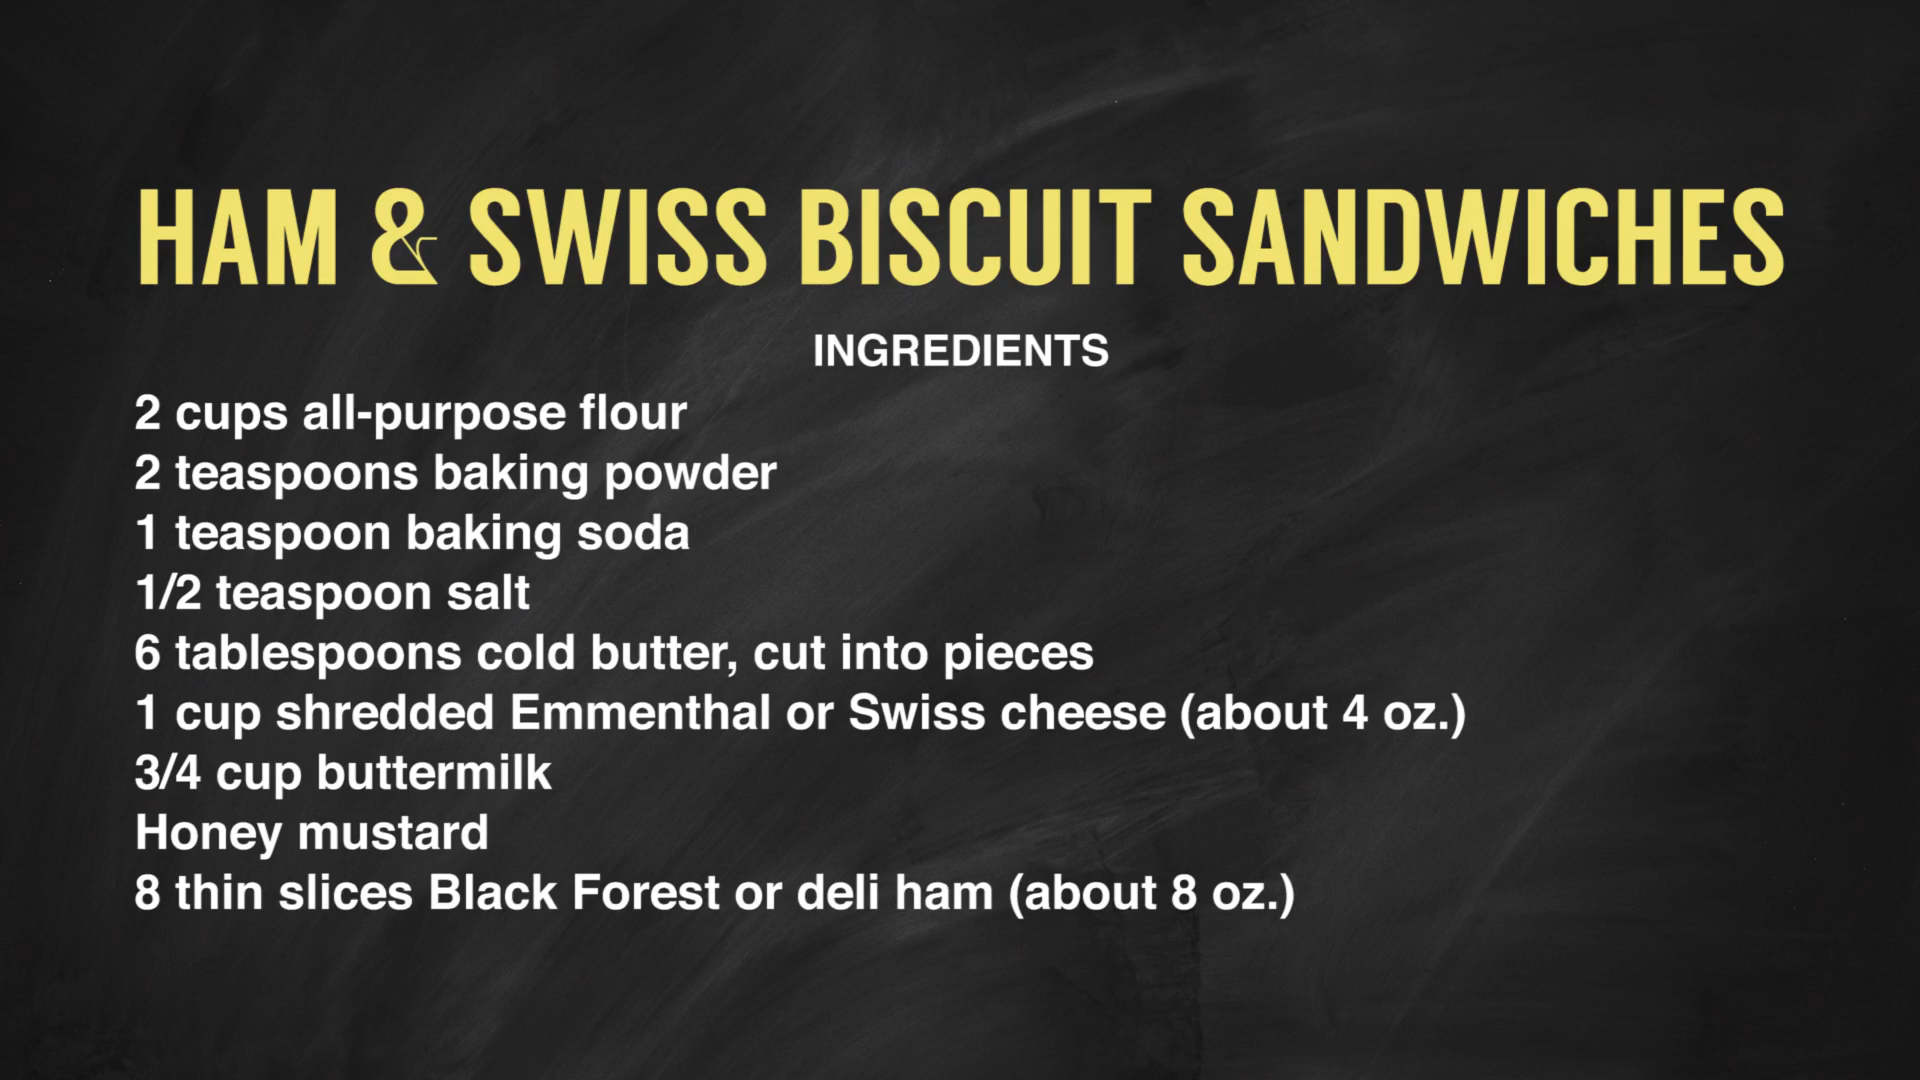 HAM & SWISS BISCUIT SANDWICHES
INGREDIENTS
2 cups all-purpose flour
2 teaspoons baking powder
1 teaspoon baking soda
1/2 teaspoon salt
6 tablespoons cold butter, cut into pieces
1 cup shredded Emmenthal or Swiss cheese (about 4 oz.)
3/4 cup buttermilk
Honey mustard
8 thin slices Black Forest or deli ham (about 8 oz.)